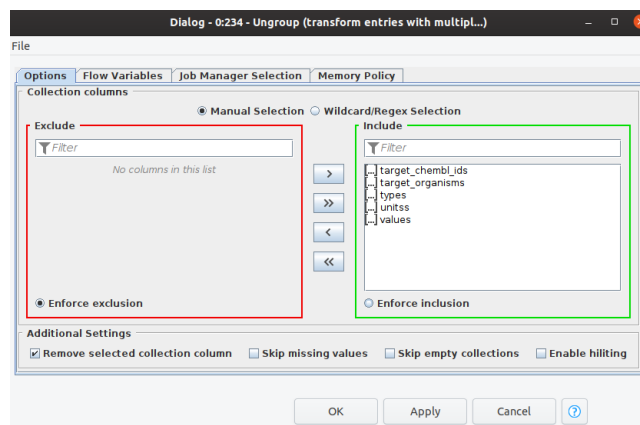 Dialog - 0:234 - Ungroup (transform entries with multipl...)
File
Options Flow Variables Job Manager Selection Memory Policy
Collection columns
Manual Selection Wildcard/Regex Selection
Exclude
Filter
No columns in this list
Enforce exclusion
>
>>
<
<<
Include
Filter
[...] target_chembl_ids
[...] target_organisms
[...] types
[...] unitss
[...] values
Enforce inclusion
Additional Settings
Remove selected collection column Skip missing values Skip empty collections Enable hiliting
OK Apply Cancel ?